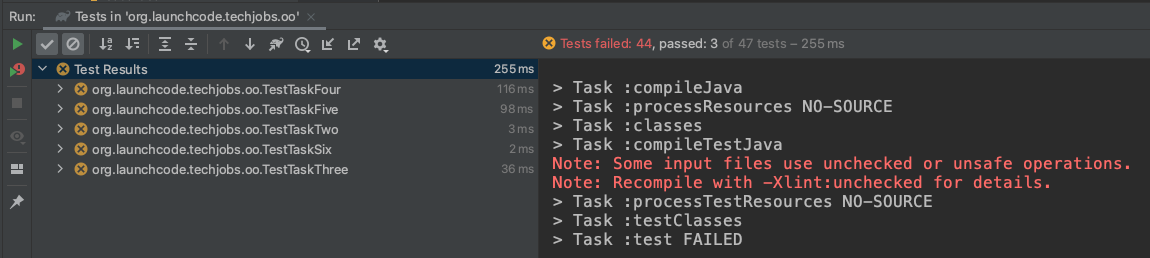 Run: Tests in 'org.launchcode.techjobs.oo' ×
Tests failed: 44, passed: 3 of 47 tests – 255 ms
Test Results 255 ms
org.launchcode.techjobs.oo.TestTaskFour 116 ms
org.launchcode.techjobs.oo.TestTaskFive 98 ms
org.launchcode.techjobs.oo.TestTaskTwo 3 ms
org.launchcode.techjobs.oo.TestTaskSix 2 ms
org.launchcode.techjobs.oo.TestTaskThree 36 ms
> Task :compileJava
> Task :processResources NO-SOURCE
> Task :classes
> Task :compileTestJava
Note: Some input files use unchecked or unsafe operations.
Note: Recompile with -Xlint:unchecked for details.
> Task :processTestResources NO-SOURCE
> Task :testClasses
> Task :test FAILED